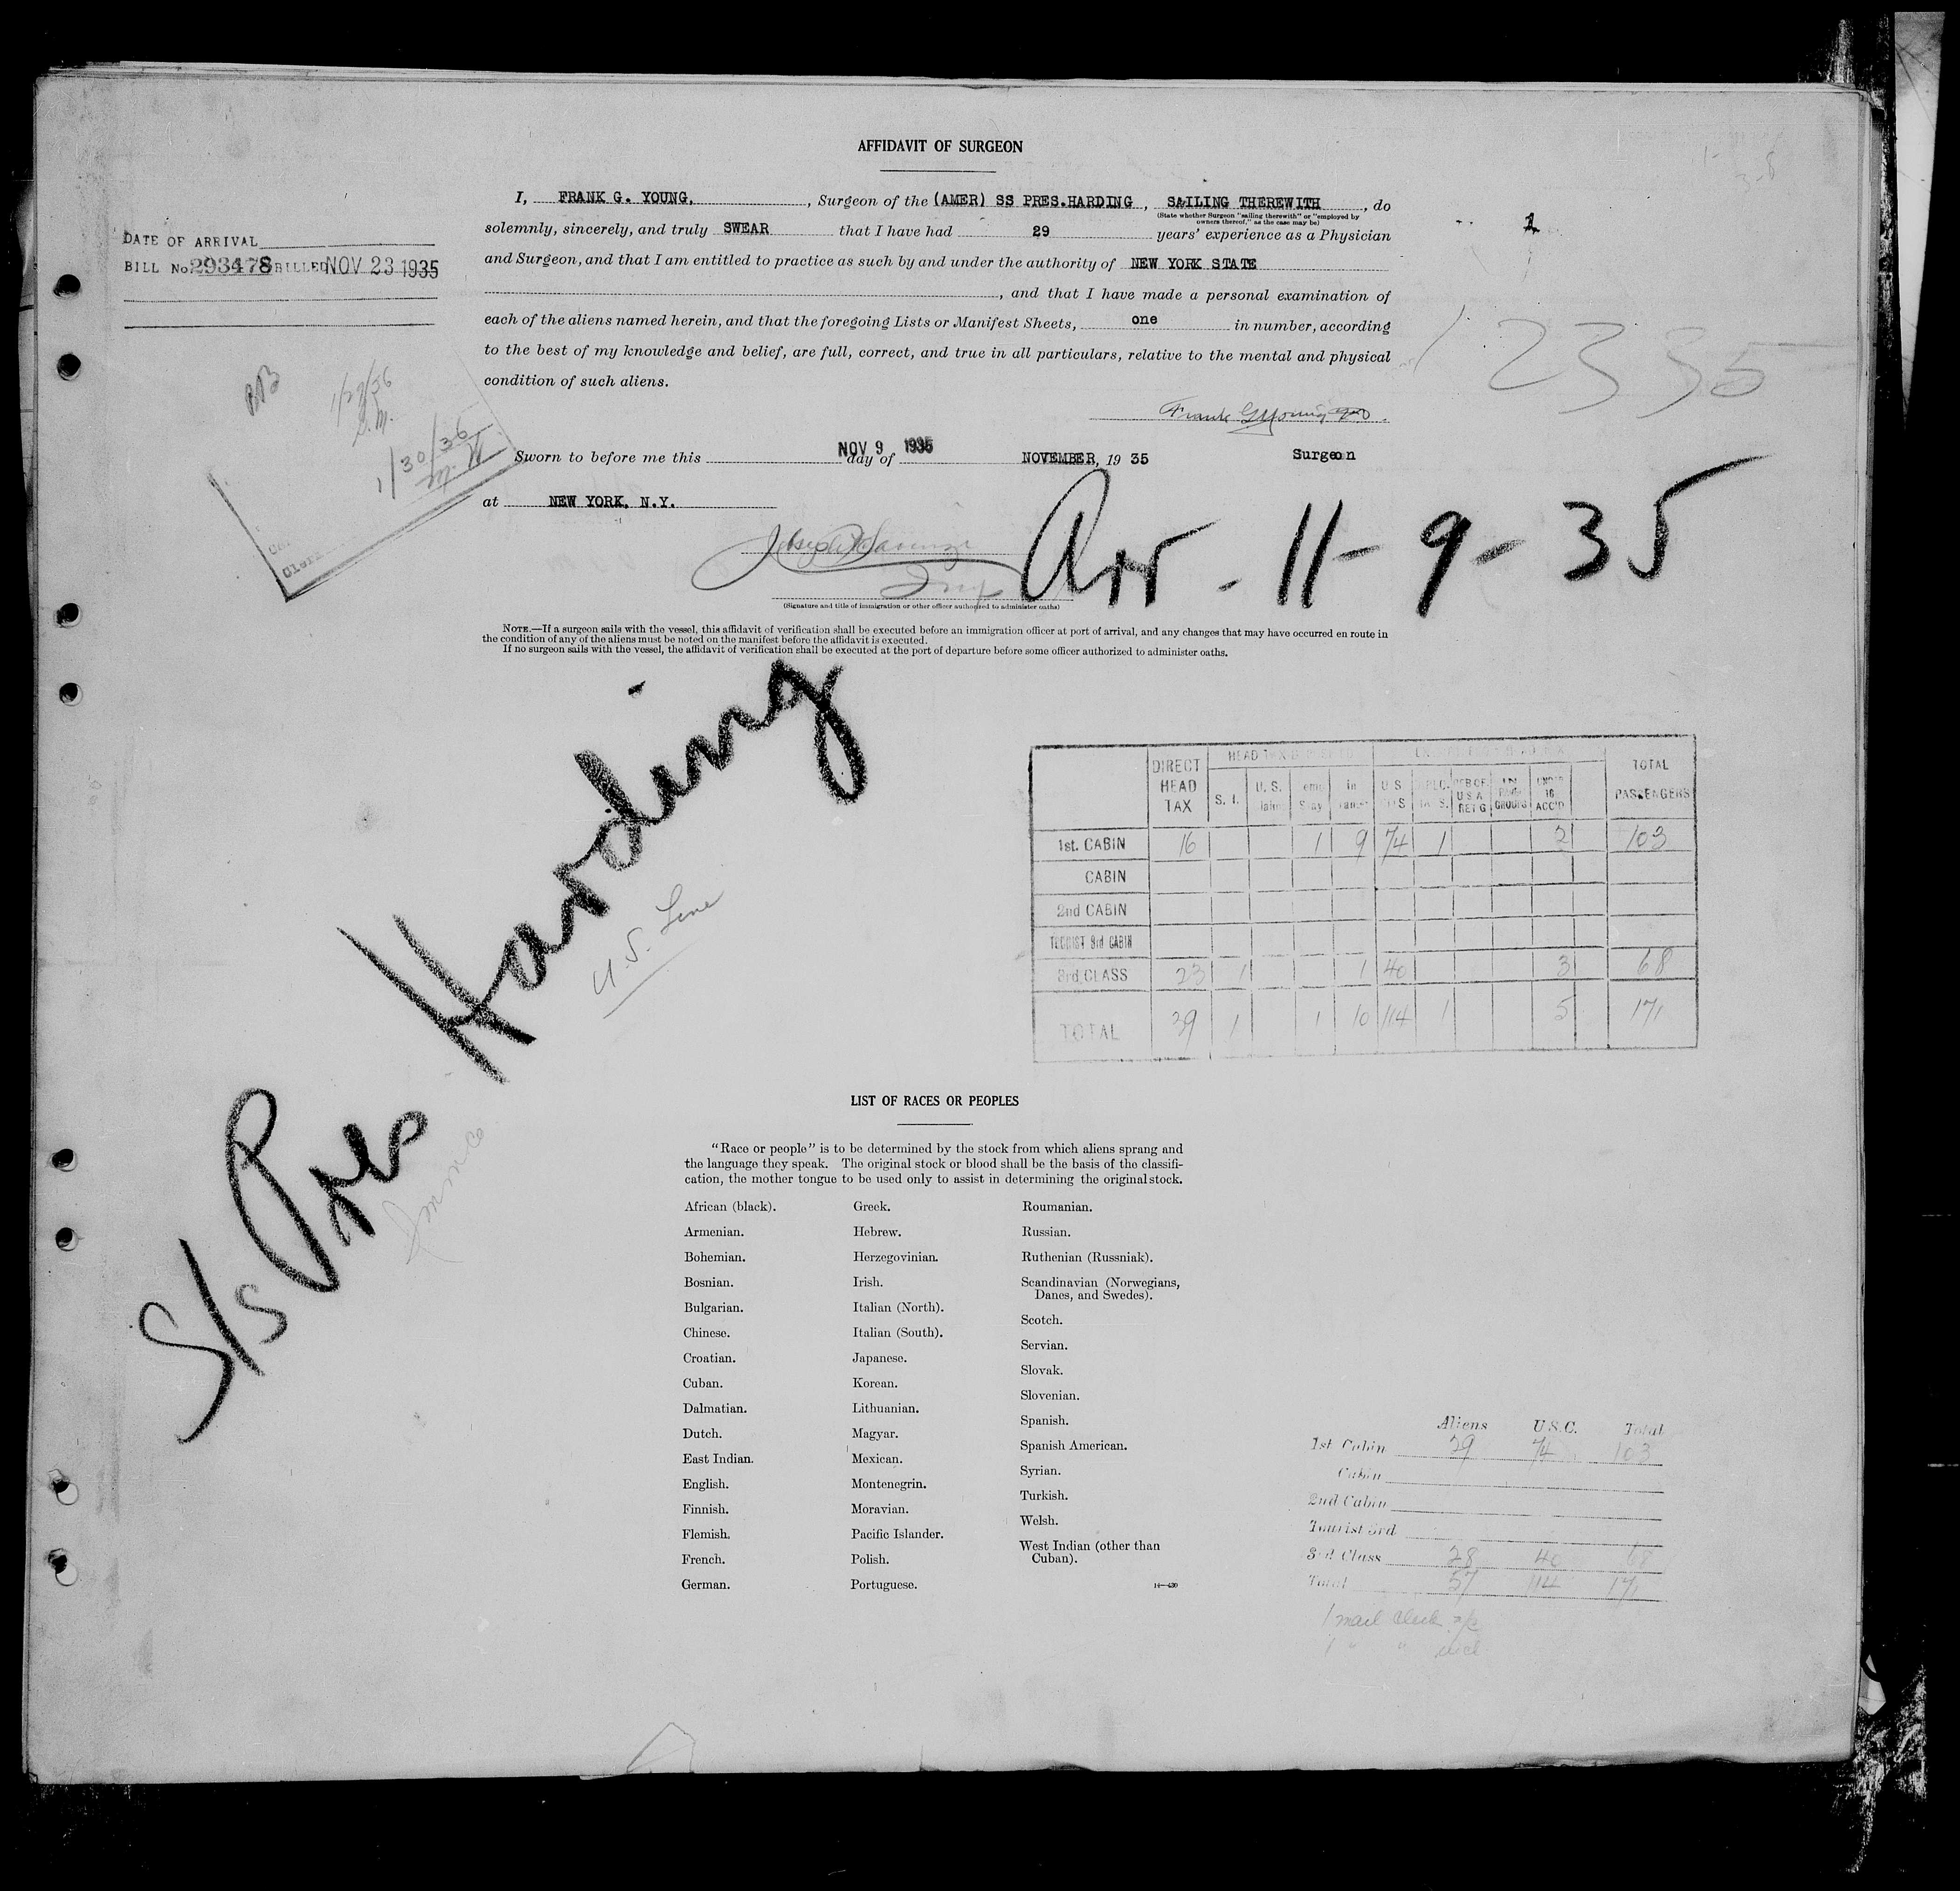 AFFIDAVIT OF SURGEON
I, FRANK G. YOUNG, , Surgeon of the (AMER) SS PRES.HARDING , SAILING THEREWITH , do
(State whether Surgeon "sailing therewith" or "employed by
owners thereof," as the case may be)
solemnly, sincerely, and truly SWEAR that I have had 29 years' experience as a Physician
and Surgeon, and that I am entitled to practice as such by and under the authority of NEW YORK STATE
, and that I have made a personal examination of
each of the aliens named herein, and that the foregoing Lists or Manifest Sheets, one in number, according
to the best of my knowledge and belief, are full, correct, and true in all particulars, relative to the mental and physical
condition of such aliens.
1
DATE OF ARRIVAL
BILL No. 293478 BILLED NOV 23 1935
1/27/36
1/30/36
2335
Frank G Young
Sworn to before me this NOV 9 1935 day of NOVEMBER, 19 35 Surgeon
at NEW YORK, N.Y.
Arr - 11-9-35
(Signature and title of immigration or other officer authorized to administer oaths)
NOTE.—If a surgeon sails with the vessel, this affidavit of verification shall be executed before an immigration officer at port of arrival, and any changes that may have occurred en route in
the condition of any of the aliens must be noted on the manifest before the affidavit is executed.
If no surgeon sails with the vessel, the affidavit of verification shall be executed at the port of departure before some officer authorized to administer oaths.
S/S Pres Harding
U.S. Line
DIRECT HEAD TAX S. I. U. S. in U S UNDER 16 ACC'D TOTAL PASSENGERS
1st. CABIN 16 1 9 74 1 2 103
CABIN
2nd CABIN
TOURIST 3rd CABIN
3rd CLASS 23 1 1 40 3 68
TOTAL 39 1 1 10 114 1 5 171
LIST OF RACES OR PEOPLES
"Race or people" is to be determined by the stock from which aliens sprang and
the language they speak. The original stock or blood shall be the basis of the classifi-
cation, the mother tongue to be used only to assist in determining the original stock.
African (black).
Armenian.
Bohemian.
Bosnian.
Bulgarian.
Chinese.
Croatian.
Cuban.
Dalmatian.
Dutch.
East Indian.
English.
Finnish.
Flemish.
French.
German.
Greek.
Hebrew.
Herzegovinian.
Irish.
Italian (North).
Italian (South).
Japanese.
Korean.
Lithuanian.
Magyar.
Mexican.
Montenegrin.
Moravian.
Pacific Islander.
Polish.
Portuguese.
Roumanian.
Russian.
Ruthenian (Russniak).
Scandinavian (Norwegians,
Danes, and Swedes).
Scotch.
Servian.
Slovak.
Slovenian.
Spanish.
Spanish American.
Syrian.
Turkish.
Welsh.
West Indian (other than
Cuban).
14—430
Aliens U.S.C. Total
1st Cabin 29 74 103
Cabin
2nd Cabin
Tourist 3rd
3rd Class 28 40 68
Total 57 114 171
1 mail clerk